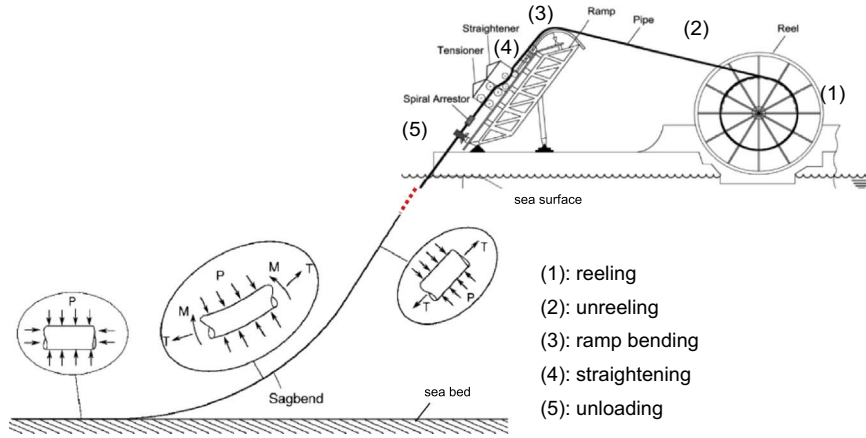 (3)
Ramp
(2)
Straightener
(4)
Pipe
Reel
Tensioner
(1)
Spiral Arrestor
(5)
sea surface
P
M
T
M
T
T
P
T
P
Sagbend
sea bed
(1): reeling
(2): unreeling
(3): ramp bending
(4): straightening
(5): unloading